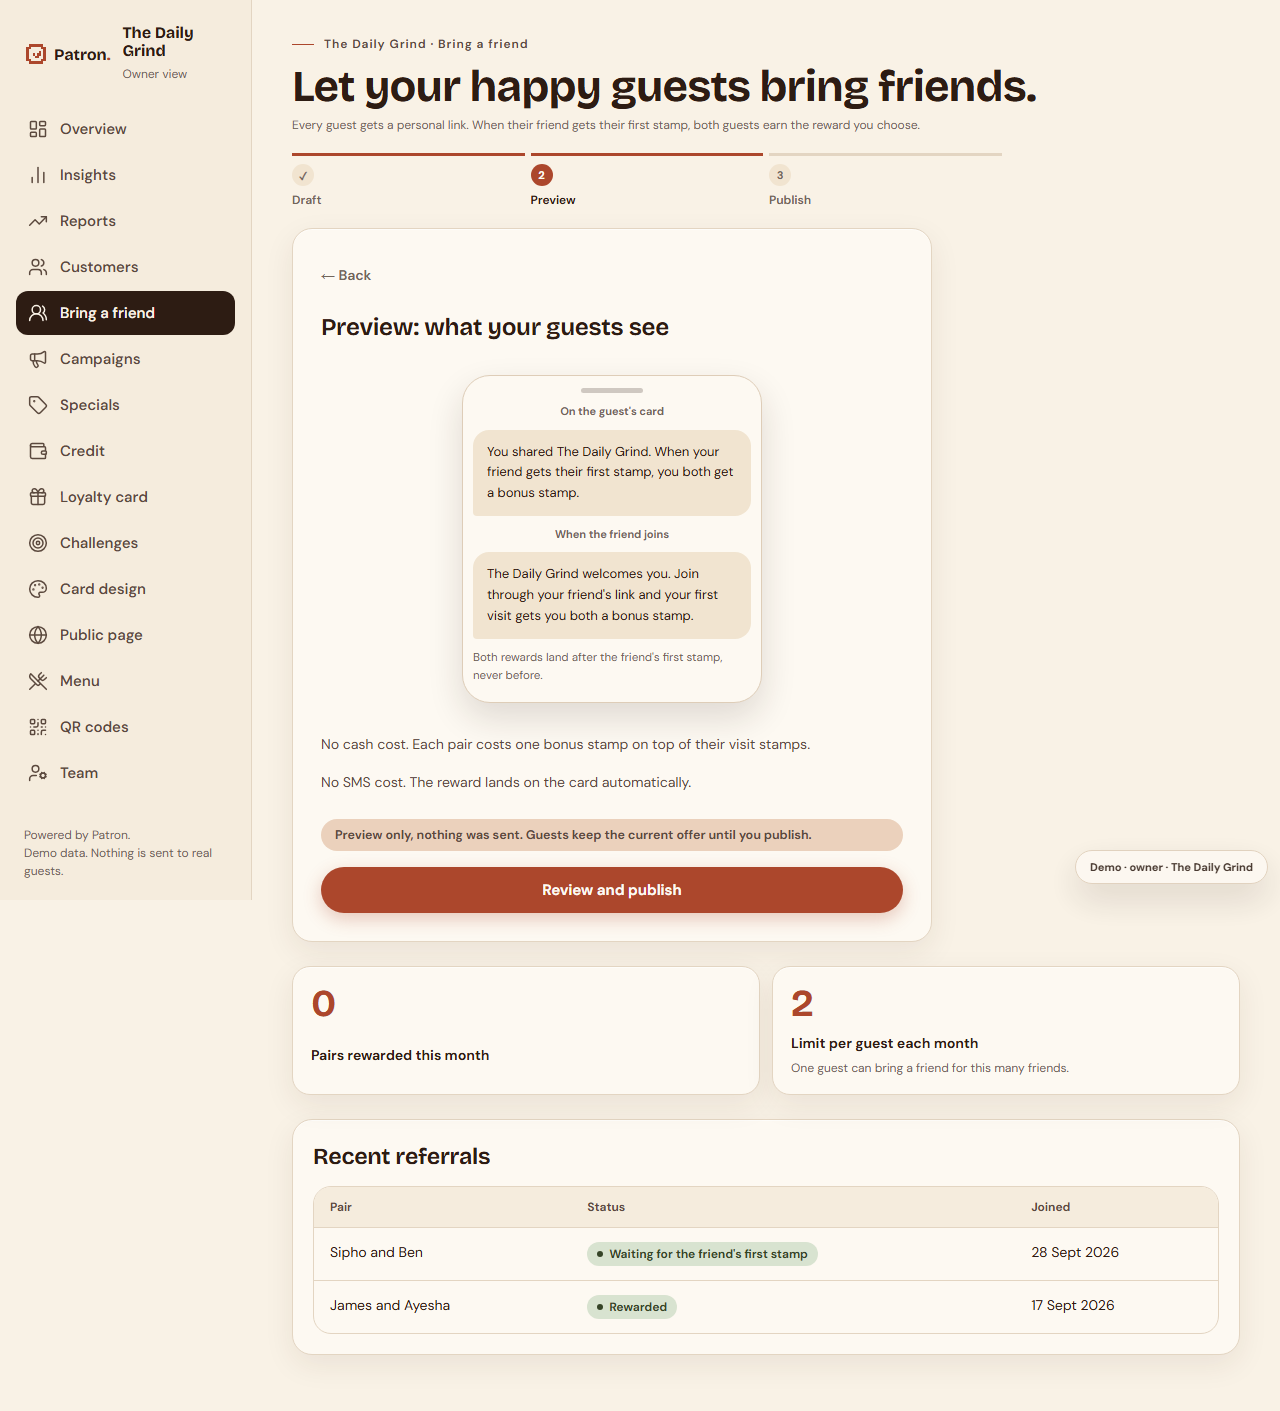 Patron.
The Daily
Grind
Owner view
Overview
Insights
Reports
Customers
Bring a friend
Campaigns
Specials
Credit
Loyalty card
Challenges
Card design
Public page
Menu
QR codes
Team
Powered by Patron.
Demo data. Nothing is sent to real
guests.
The Daily Grind · Bring a friend
Let your happy guests bring friends.
Every guest gets a personal link. When their friend gets their first stamp, both guests earn the reward you choose.
✓
Draft
2
Preview
3
Publish
← Back
Preview: what your guests see
On the guest's card
You shared The Daily Grind. When your
friend gets their first stamp, you both get
a bonus stamp.
When the friend joins
The Daily Grind welcomes you. Join
through your friend's link and your first
visit gets you both a bonus stamp.
Both rewards land after the friend's first stamp,
never before.
No cash cost. Each pair costs one bonus stamp on top of their visit stamps.
No SMS cost. The reward lands on the card automatically.
Preview only, nothing was sent. Guests keep the current offer until you publish.
Review and publish
Demo · owner · The Daily Grind
0
Pairs rewarded this month
2
Limit per guest each month
One guest can bring a friend for this many friends.
Recent referrals
Pair Status Joined
Sipho and Ben Waiting for the friend's first stamp 28 Sept 2026
James and Ayesha Rewarded 17 Sept 2026